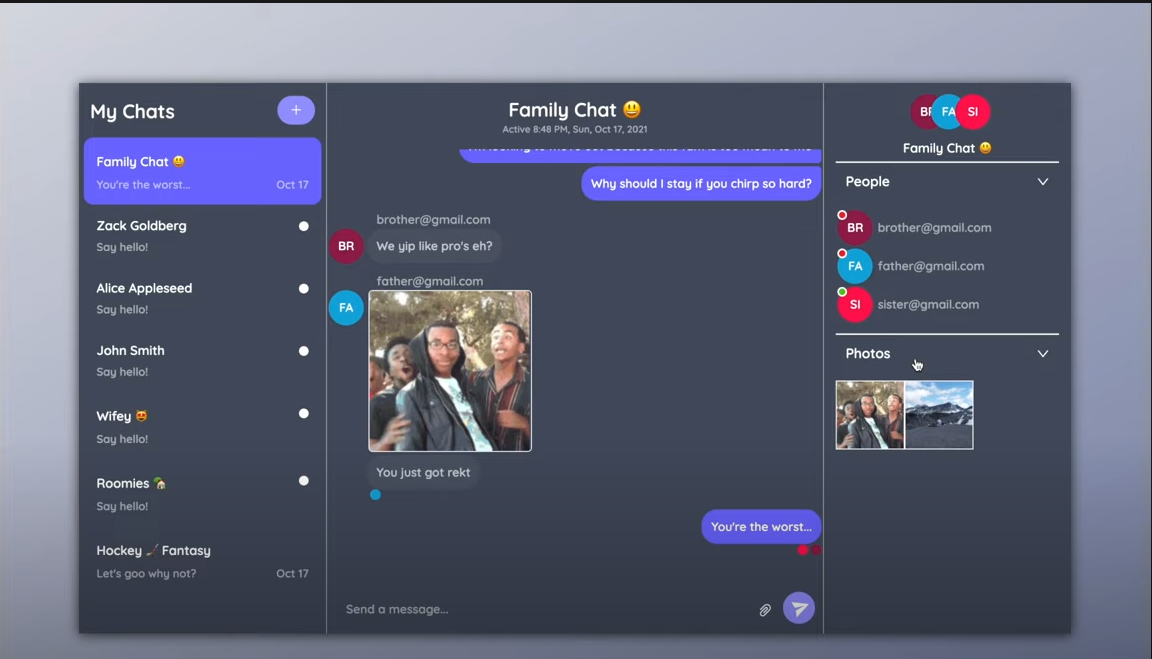 My Chats
+
Family Chat 😃
You're the worst...
Oct 17
Zack Goldberg
Say hello!
Alice Appleseed
Say hello!
John Smith
Say hello!
Wifey 😻
Say hello!
Roomies 🏡
Say hello!
Hockey 🏒 Fantasy
Let's goo why not?
Oct 17
Family Chat 😃
Active 8:48 PM, Sun, Oct 17, 2021
Why should I stay if you chirp so hard?
brother@gmail.com
BR
We yip like pro's eh?
father@gmail.com
FA
You just got rekt
You're the worst...
Send a message...
BR
FA
SI
Family Chat 😃
People
BR
brother@gmail.com
FA
father@gmail.com
SI
sister@gmail.com
Photos